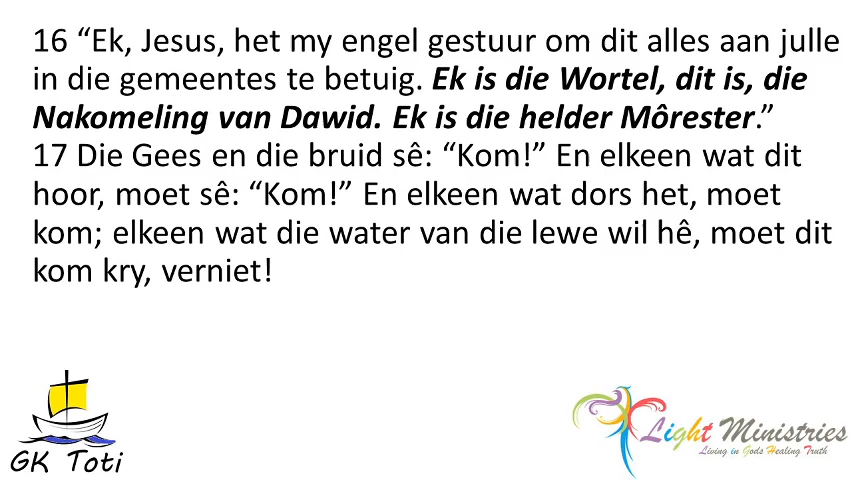 16 “Ek, Jesus, het my engel gestuur om dit alles aan julle
in die gemeentes te betuig. Ek is die Wortel, dit is, die
Nakomeling van Dawid. Ek is die helder Môrester.”
17 Die Gees en die bruid sê: “Kom!” En elkeen wat dit
hoor, moet sê: “Kom!” En elkeen wat dors het, moet
kom; elkeen wat die water van die lewe wil hê, moet dit
kom kry, verniet!
GK Toti
Light Ministries
Living in Gods Healing Truth